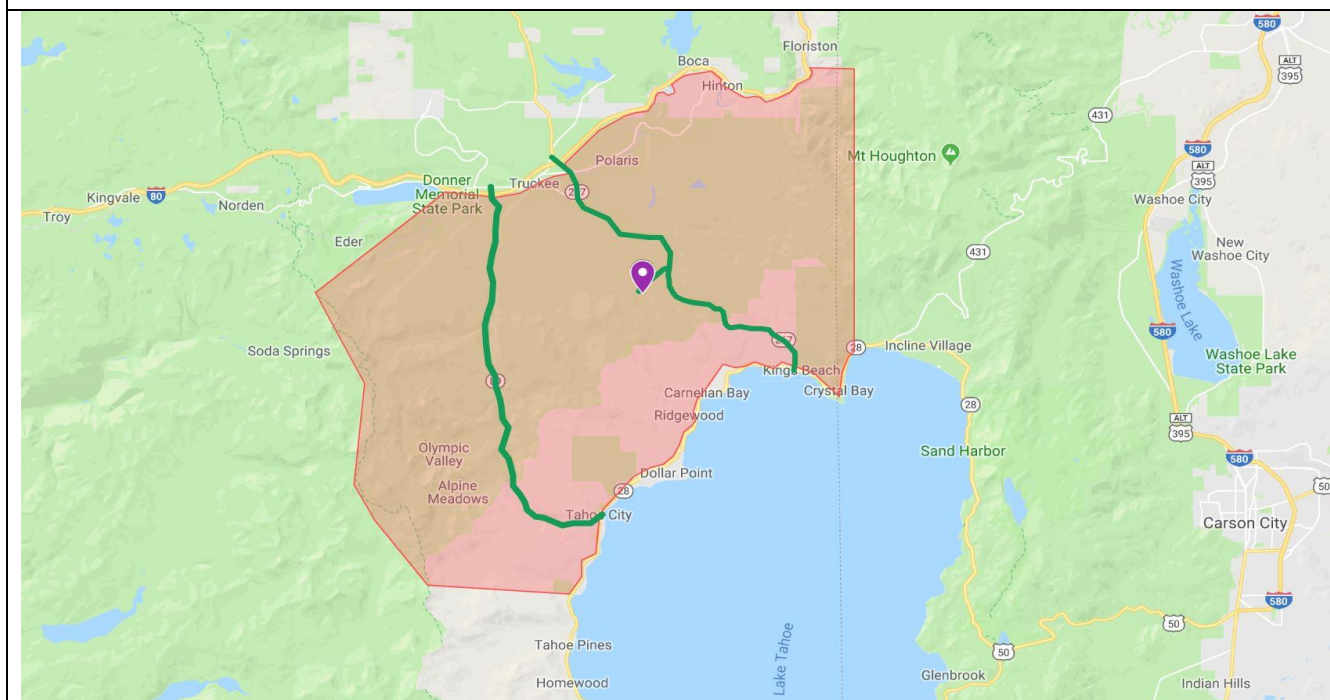 580
ALT
395
Floriston
Boca
Hinton
431
Mt Houghton
580
ALT
395
Polaris
Donner
Memorial
State Park
Truckee
267
Kingvale
80
Norden
Troy
Eder
Washoe City
New
Washoe City
431
Washoe Lake
580
Soda Springs
267
28
Incline Village
Washoe Lake
State Park
Kings Beach
Crystal Bay
89
Carnelian Bay
Ridgewood
28
ALT
395
Olympic
Valley
Alpine
Meadows
Sand Harbor
580
Dollar Point
28
50
Tahoe City
Carson City
580
50
50
Tahoe Pines
Lake Tahoe
Glenbrook
Homewood
Indian Hills